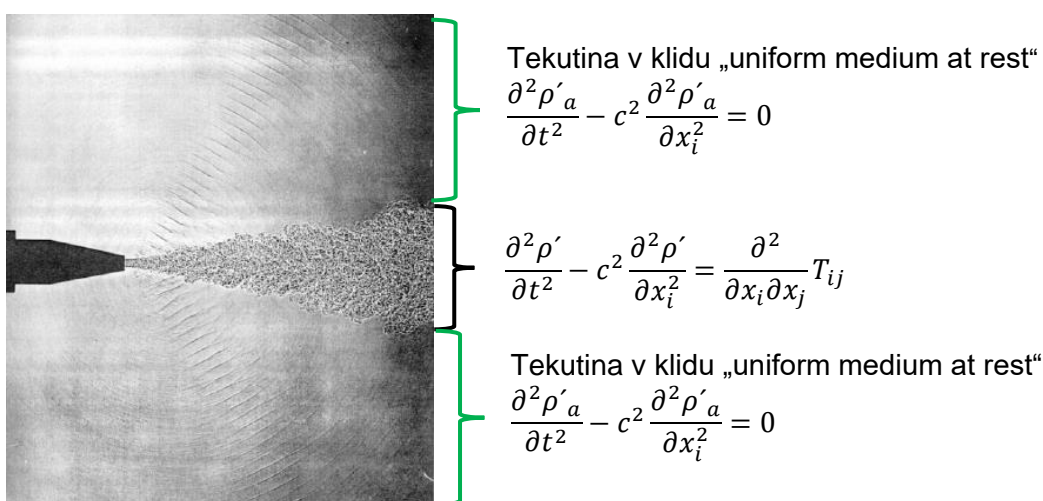 Tekutina v klidu „uniform medium at rest“
∂²ρ′ₐ/∂t² − c² ∂²ρ′ₐ/∂xᵢ² = 0
∂²ρ′/∂t² − c² ∂²ρ′/∂xᵢ² = ∂²/∂xᵢ∂xⱼ Tᵢⱼ
Tekutina v klidu „uniform medium at rest“
∂²ρ′ₐ/∂t² − c² ∂²ρ′ₐ/∂xᵢ² = 0